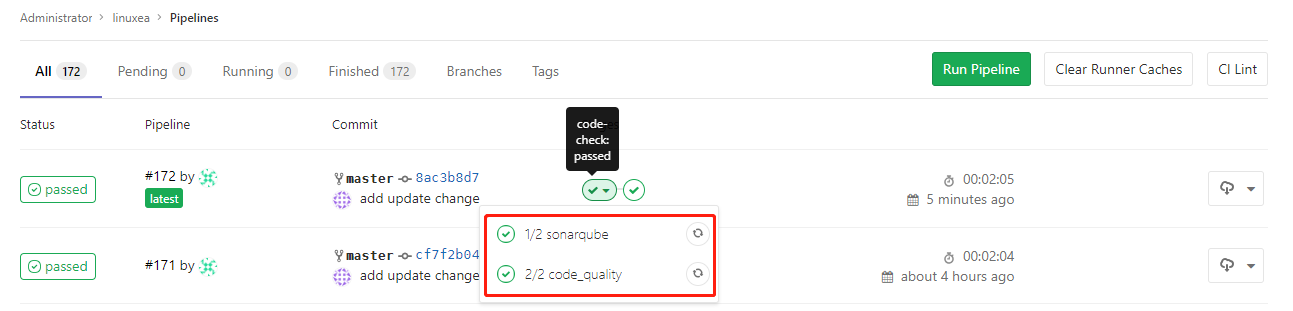 Administrator > linuxea > Pipelines
All 172 Pending 0 Running 0 Finished 172 Branches Tags Run Pipeline Clear Runner Caches CI Lint
Status Pipeline Commit
code-
check:
passed
passed #172 by latest master 8ac3b8d7 add update change 00:02:05 5 minutes ago
1/2 sonarqube
2/2 code_quality
passed #171 by master cf7f2b04 add update change 00:02:04 about 4 hours ago